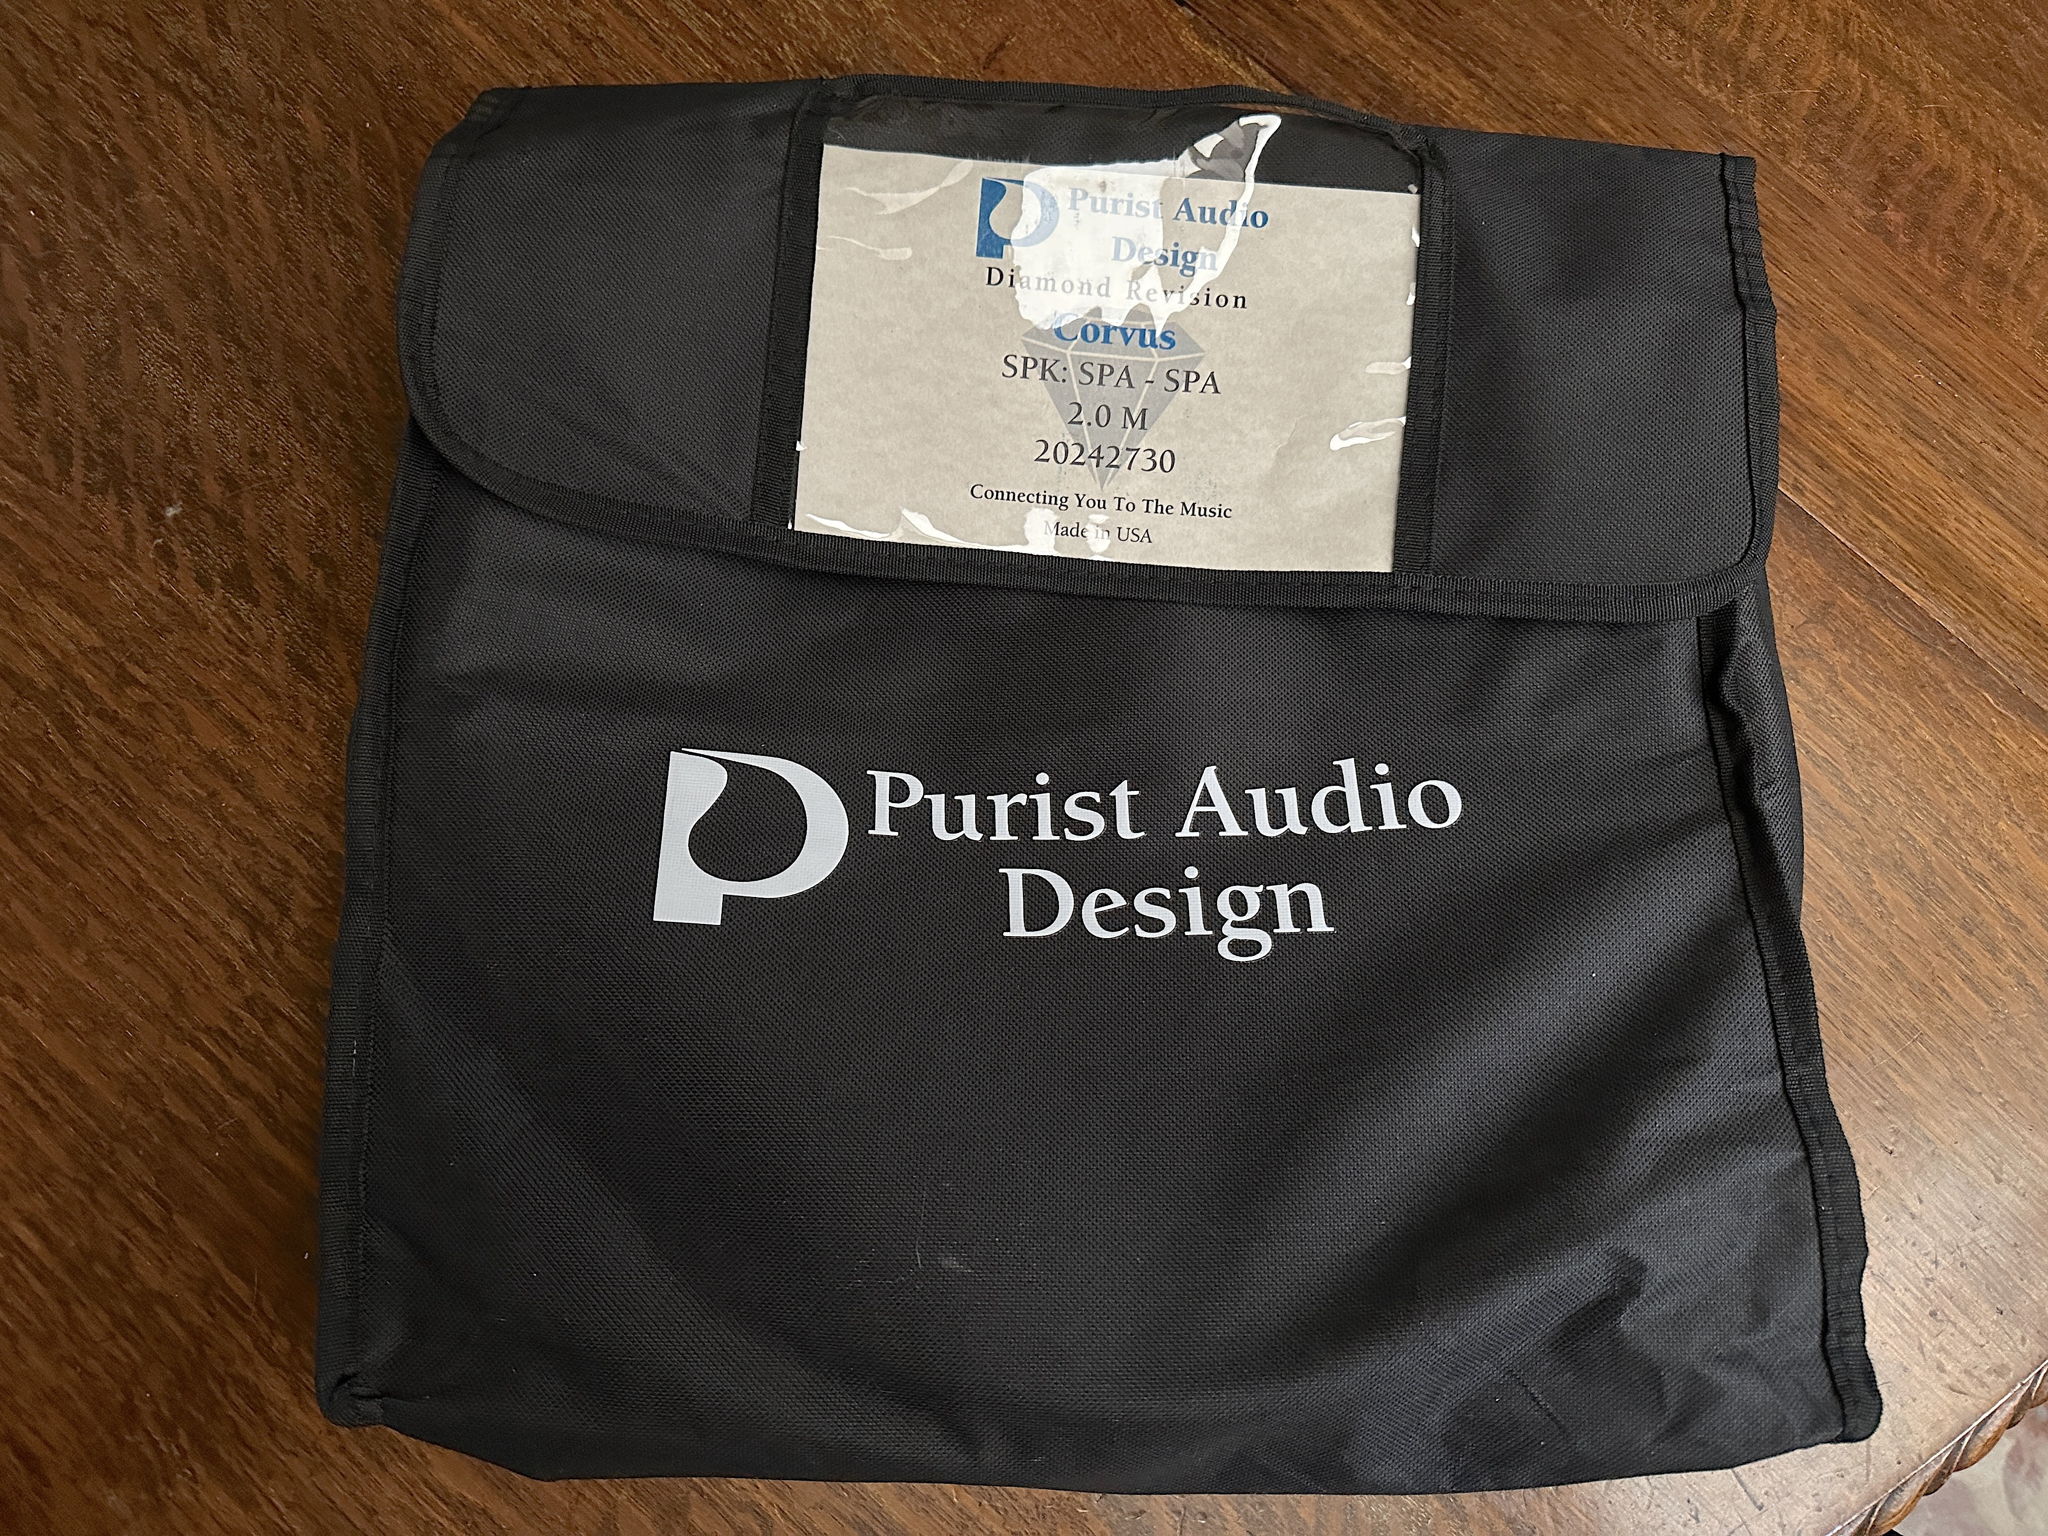 Purist Audio
Design
Diamond Revision
Corvus
SPK: SPA - SPA
2.0 M
20242730
Connecting You To The Music
Made in USA
Purist Audio
Design